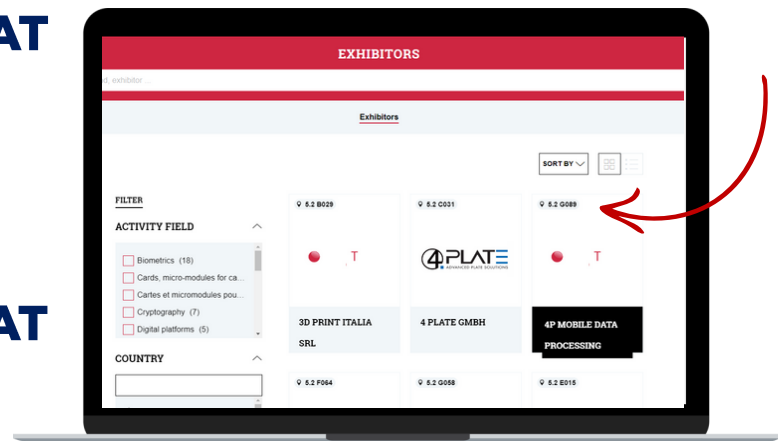 AT
EXHIBITORS
d, exhibitor ...
Exhibitors
SORT BY
FILTER
ACTIVITY FIELD
Biometrics (18)
Cards, micro-modules for ca...
Cartes et micromodules pou...
Cryptography (7)
Digital platforms (5)
COUNTRY
5.2 B029
T
3D PRINT ITALIA
SRL
5.2 C031
4PLATE
ADVANCED PLATE SOLUTIONS
4 PLATE GMBH
5.2 G089
T
4P MOBILE DATA
PROCESSING
5.2 F064
5.2 G058
5.2 E015
AT